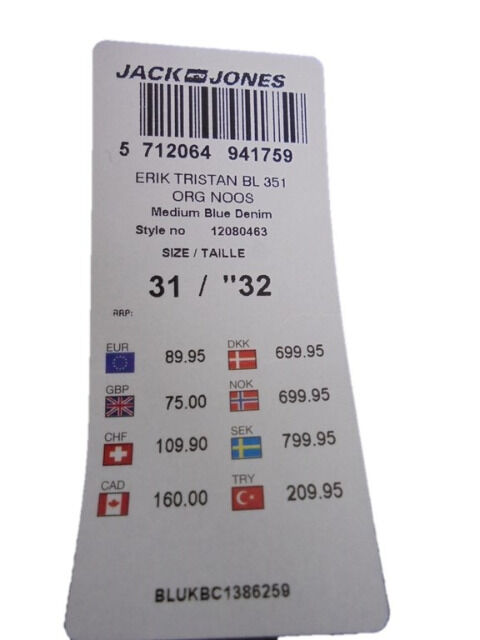 JACK JONES
5 712064 941759
ERIK TRISTAN BL 351
ORG NOOS
Medium Blue Denim
Style no 12080463
SIZE / TAILLE
31 / "32
RRP:
EUR 89.95 DKK 699.95
GBP 75.00 NOK 699.95
CHF 109.90 SEK 799.95
CAD 160.00 TRY 209.95
BLUKBC1386259